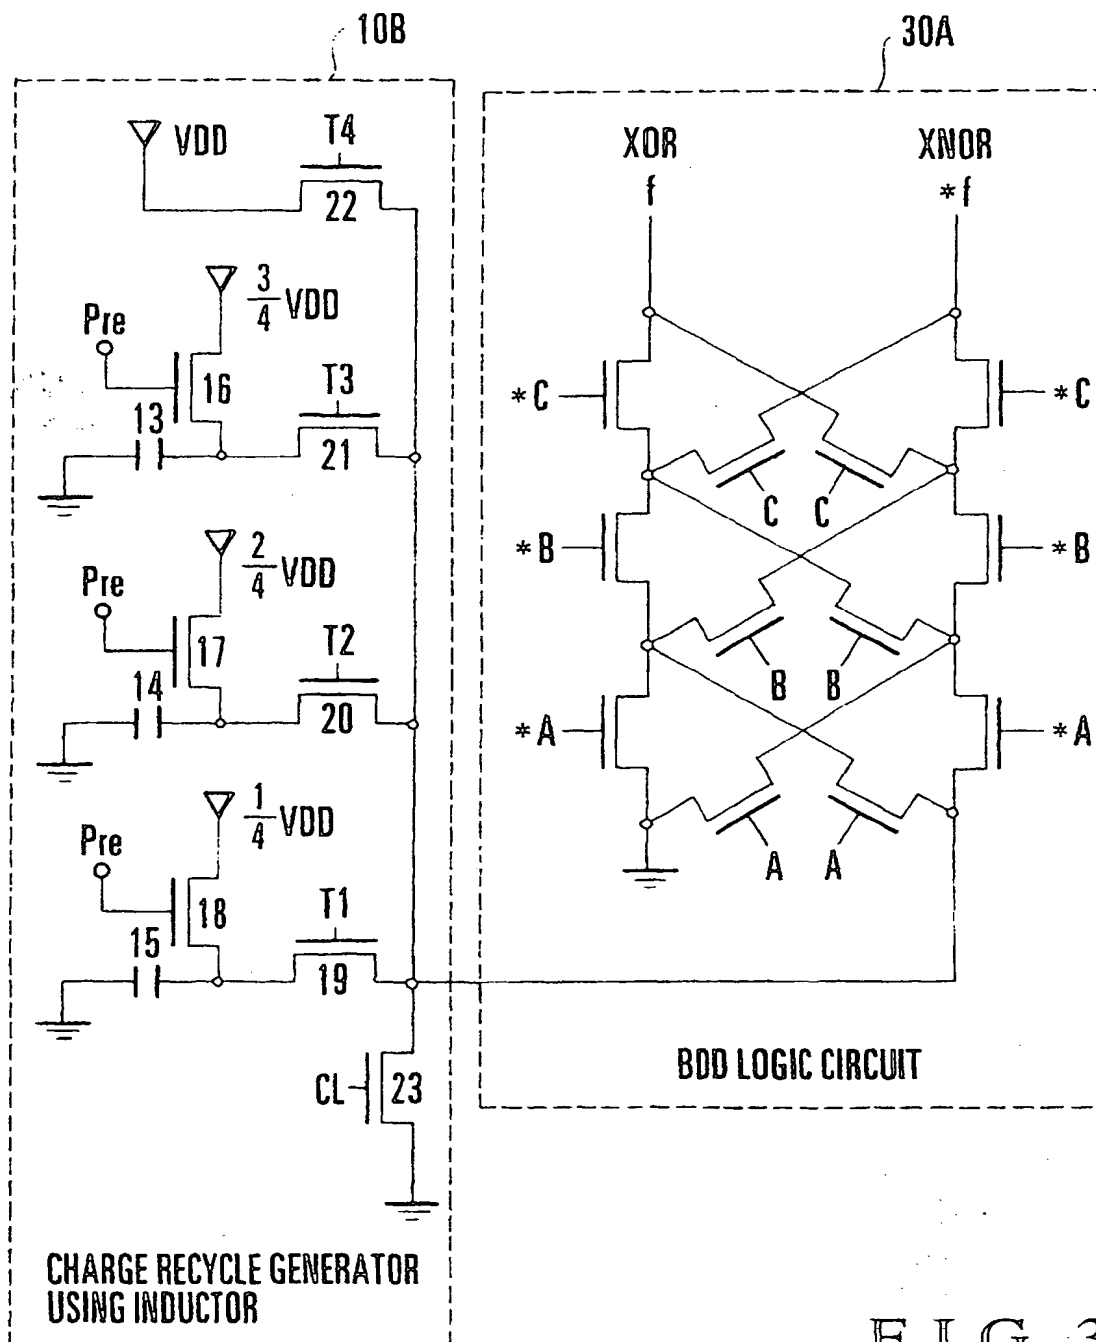 10B
30A
VDD
T4
22
3/4 VDD
Pre
16
T3
13
21
2/4 VDD
Pre
17
T2
14
20
1/4 VDD
Pre
18
T1
15
19
CL
23
CHARGE RECYCLE GENERATOR
USING INDUCTOR
XOR
XNOR
f
*f
*C
*C
C
C
*B
*B
B
B
*A
*A
A
A
BDD LOGIC CIRCUIT
FIG. 3